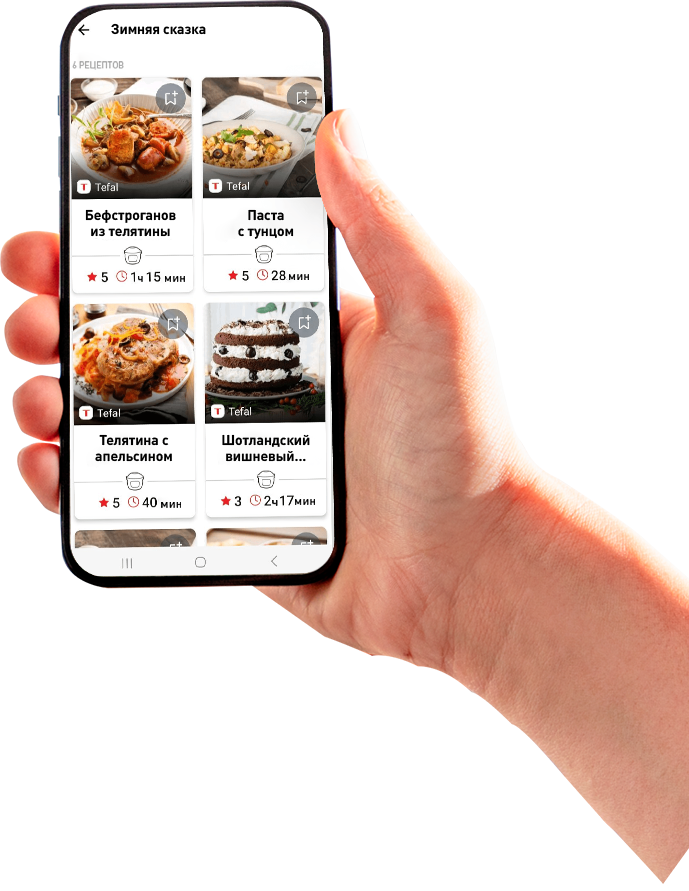 Зимняя сказка
6 РЕЦЕПТОВ
T Tefal
T Tefal
Бефстроганов
из телятины
Паста
с тунцом
5 1ч 15 мин
5 28 мин
T Tefal
T Tefal
Телятина с
апельсином
Шотландский
вишневый...
5 40 мин
3 2ч17мин